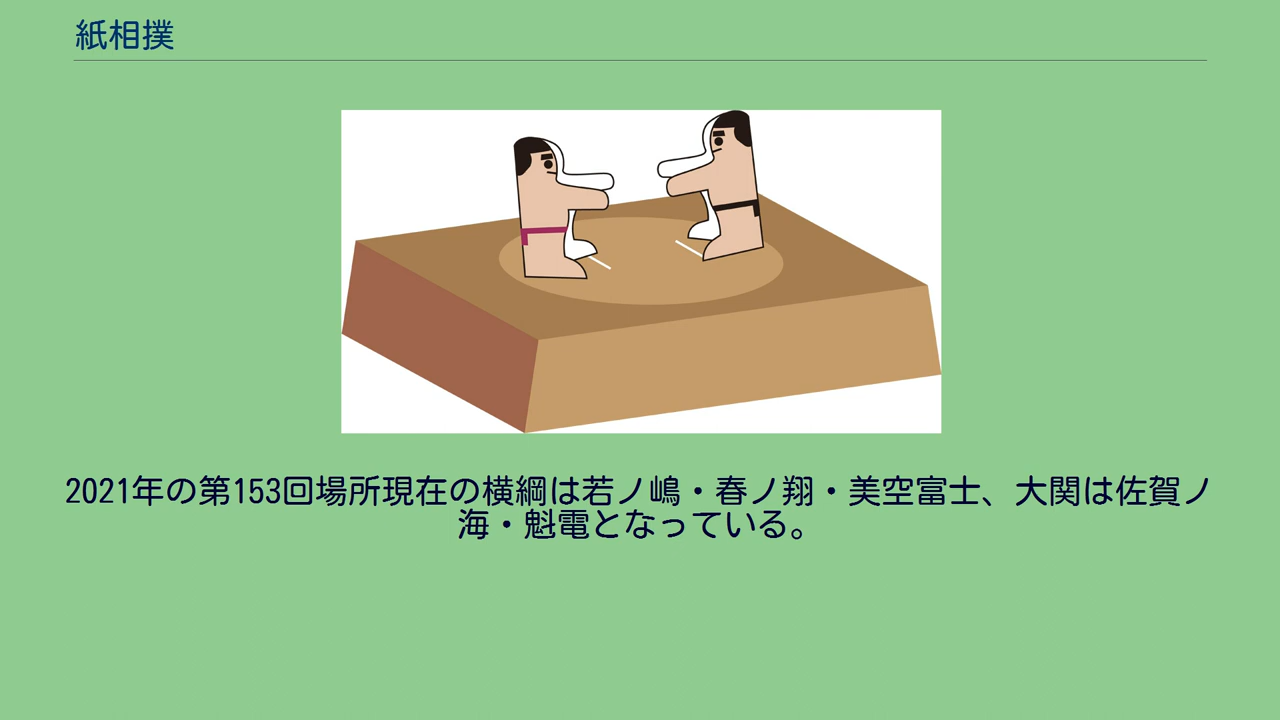 紙相撲
2021年の第153回場所現在の横綱は若ノ嶋・春ノ翔・美空富士、大関は佐賀ノ
海・魁電となっている。